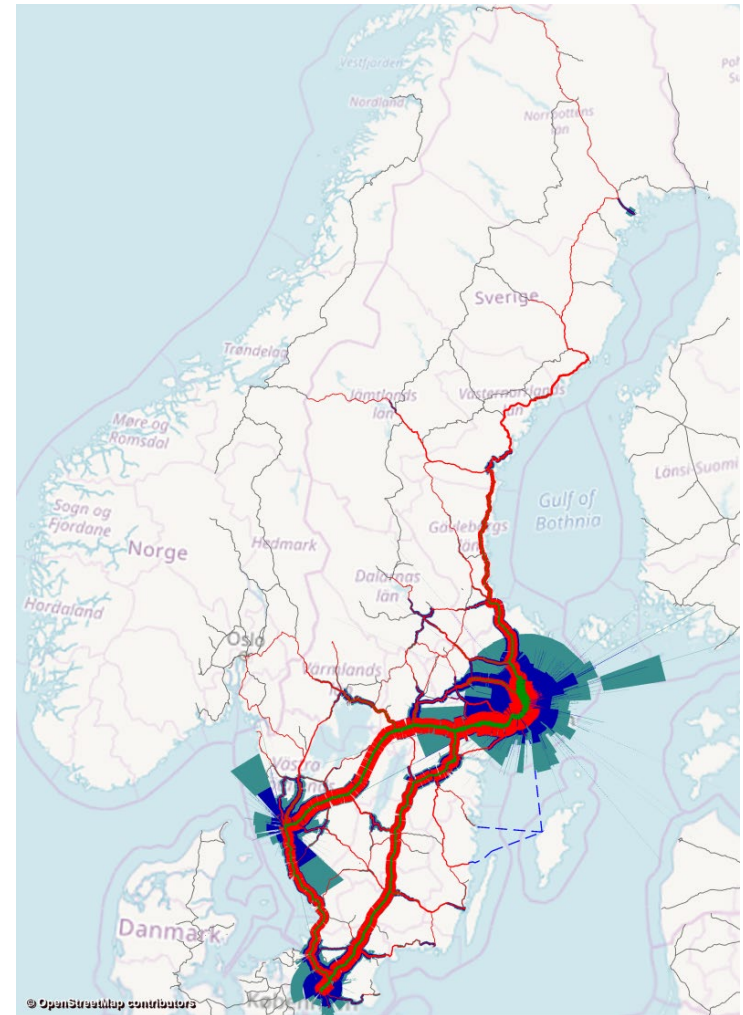 Vestfjorden
Nordland
Norrbottens
län
Sverige
Trøndelag
Jämtlands
län
Västernorrlands
län
Møre og
Romsdal
Länsi-Suomi
Gulf of
Bothnia
Sogn og
Fjordane
Norge
Hedmark
Gävleborgs
län
Dalarnas
län
Hordaland
Oslo
Värmlands
Västra
Danmark
© OpenStreetMap contributors